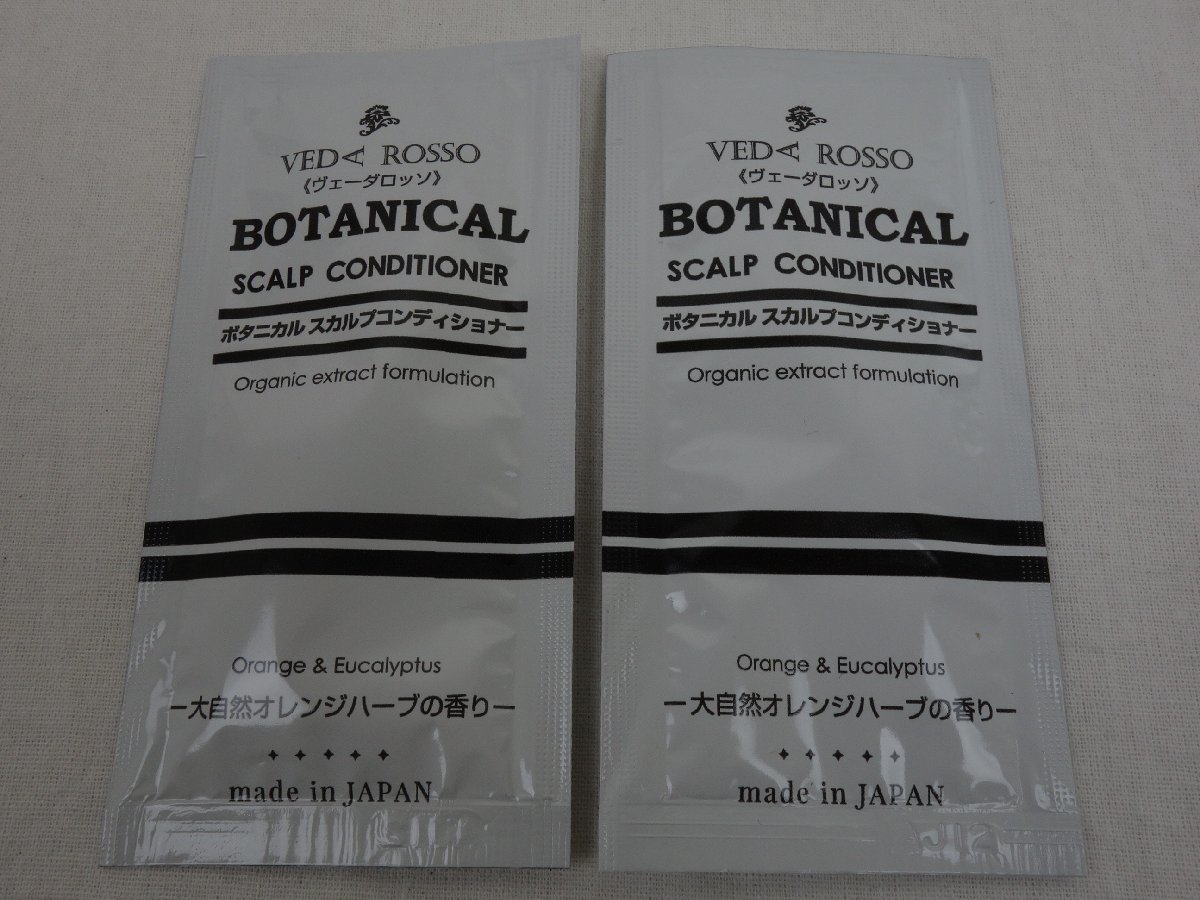 VEDA ROSSO
《ヴェーダロッソ》
BOTANICAL
SCALP CONDITIONER
ボタニカル スカルプコンディショナー
Organic extract formulation
Orange & Eucalyptus
ー大自然オレンジハーブの香りー
made in JAPAN
VEDA ROSSO
《ヴェーダロッソ》
BOTANICAL
SCALP CONDITIONER
ボタニカル スカルプコンディショナー
Organic extract formulation
Orange & Eucalyptus
ー大自然オレンジハーブの香りー
made in JAPAN